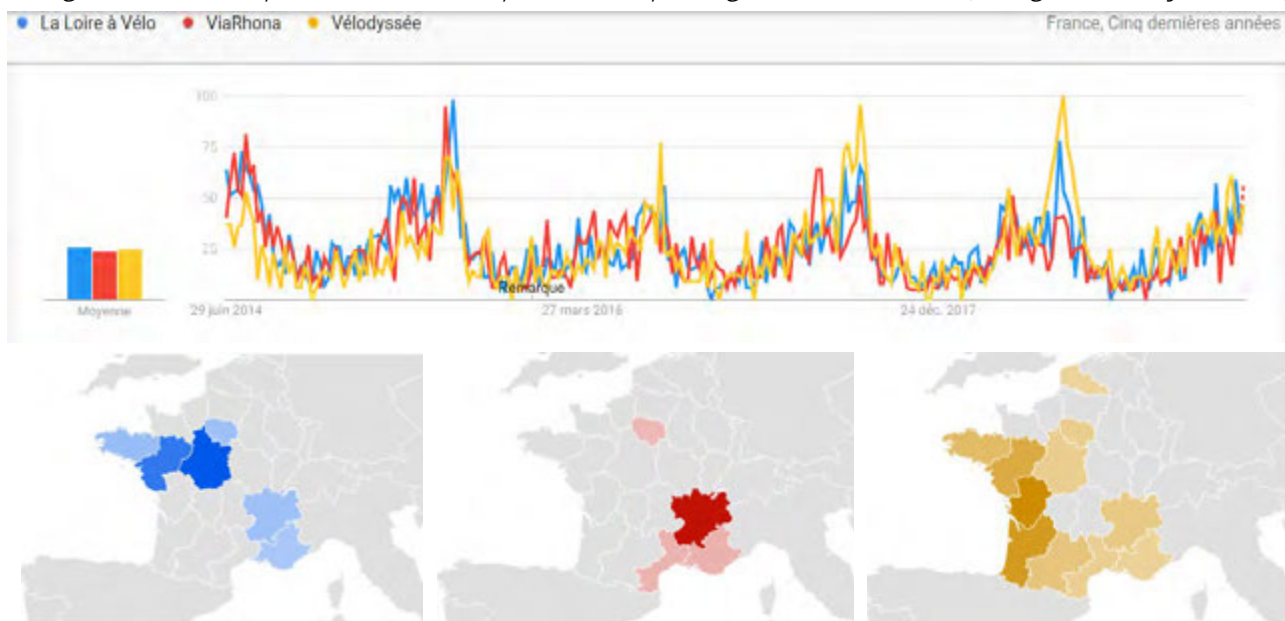 La Loire à Vélo ViaRhona Vélodyssée France, Cinq dernières années
100
75
50
25
Remarque
Moyenne 29 juin 2014 27 mars 2016 24 déc. 2017